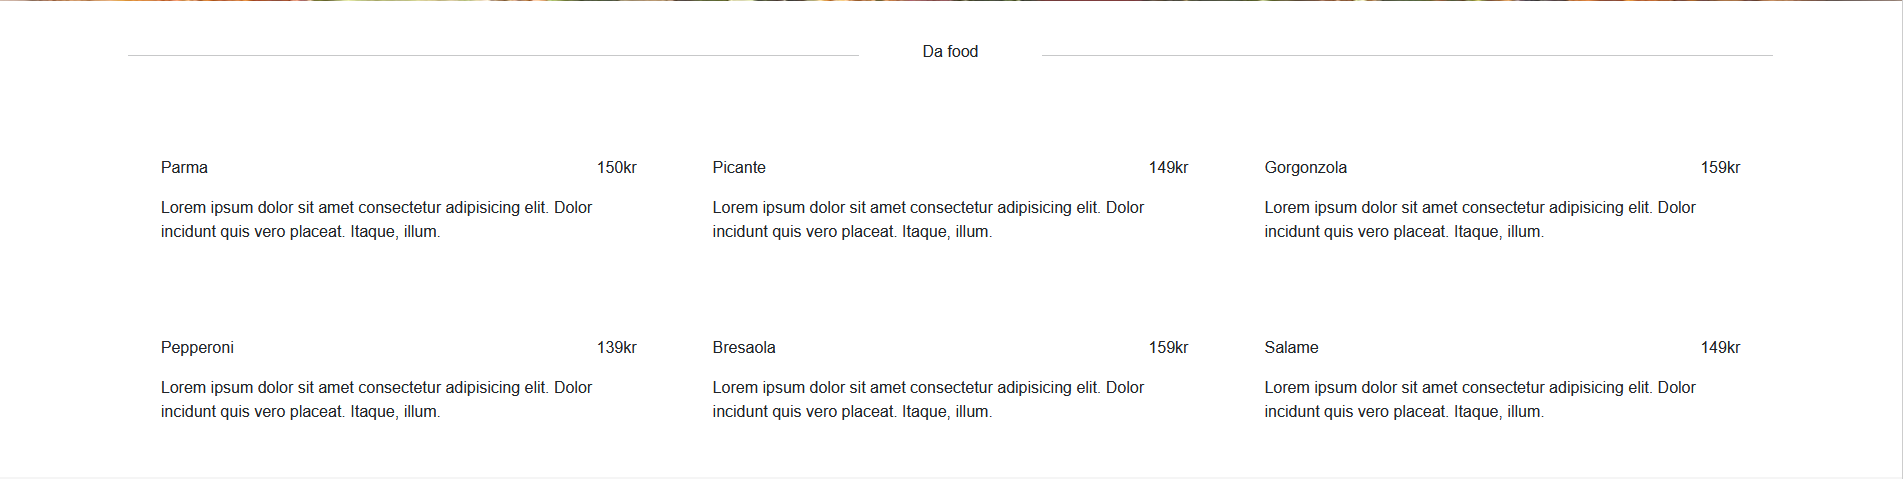 Da food
Parma 150kr
Lorem ipsum dolor sit amet consectetur adipisicing elit. Dolor
incidunt quis vero placeat. Itaque, illum.
Picante 149kr
Lorem ipsum dolor sit amet consectetur adipisicing elit. Dolor
incidunt quis vero placeat. Itaque, illum.
Gorgonzola 159kr
Lorem ipsum dolor sit amet consectetur adipisicing elit. Dolor
incidunt quis vero placeat. Itaque, illum.
Pepperoni 139kr
Lorem ipsum dolor sit amet consectetur adipisicing elit. Dolor
incidunt quis vero placeat. Itaque, illum.
Bresaola 159kr
Lorem ipsum dolor sit amet consectetur adipisicing elit. Dolor
incidunt quis vero placeat. Itaque, illum.
Salame 149kr
Lorem ipsum dolor sit amet consectetur adipisicing elit. Dolor
incidunt quis vero placeat. Itaque, illum.